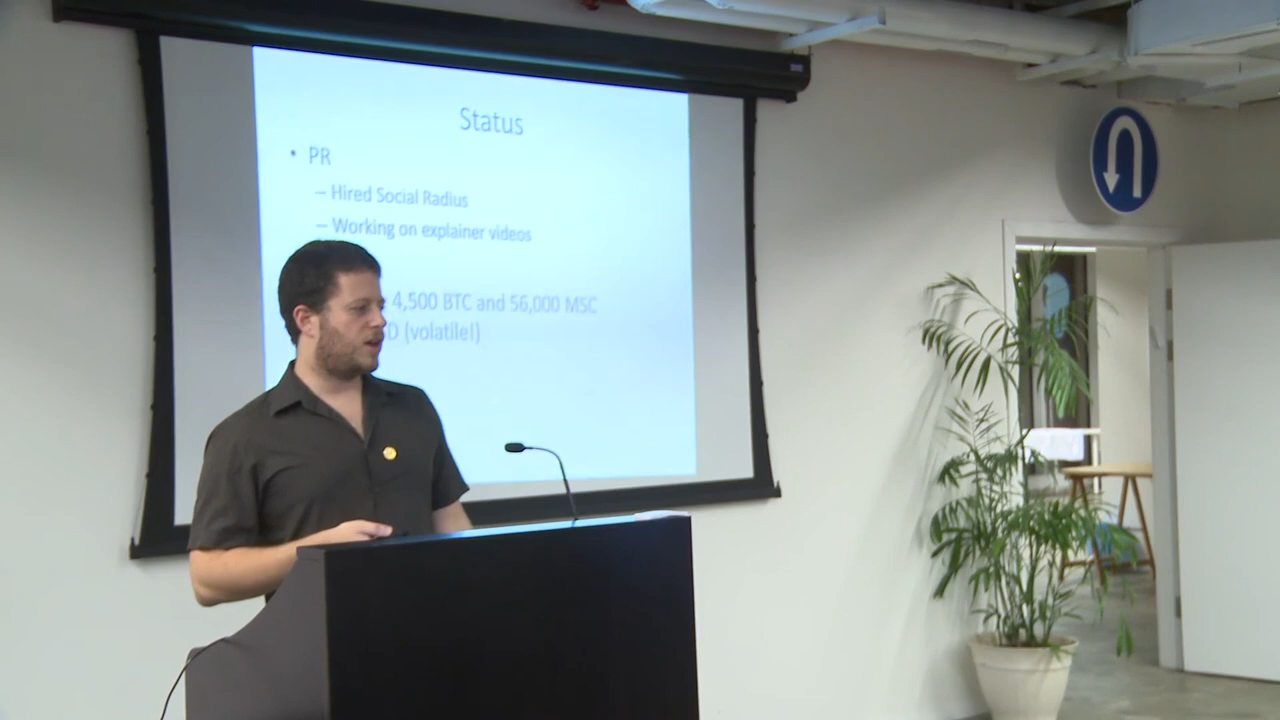 Status
• PR
– Hired Social Radius
– Working on explainer videos
4,500 BTC and 56,000 MSC
D (volatile!)